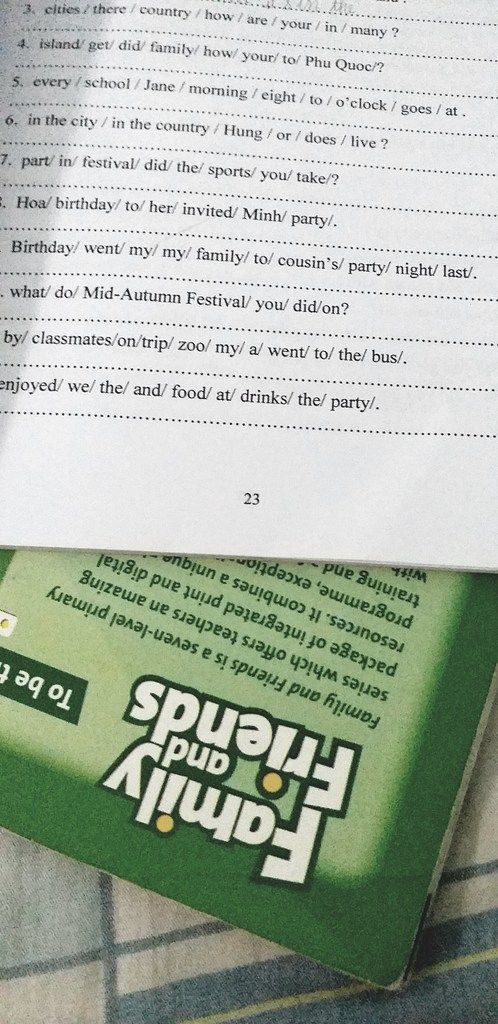 3. cities / there / country / how / are / your / in / many ?
4. island/ get/ did/ family/ how/ your/ to/ Phu Quoc/?
5. every / school / Jane / morning / eight / to / o'clock / goes / at .
6. in the city / in the country / Hung / or / does / live ?
7. part/ in/ festival/ did/ the/ sports/ you/ take/?
. Hoa/ birthday/ to/ her/ invited/ Minh/ party/.
. Birthday/ went/ my/ my/ family/ to/ cousin's/ party/ night/ last/.
. what/ do/ Mid-Autumn Festival/ you/ did/on?
by/ classmates/on/trip/ zoo/ my/ a/ went/ to/ the/ bus/.
enjoyed/ we/ the/ and/ food/ at/ drinks/ the/ party/.
23
Family
and
Friends
To be
Family and Friends is a seven-level primary
series which offers teachers an amazing
package of integrated print and digital
resources. It combines a unique
programme, exception
training and
with